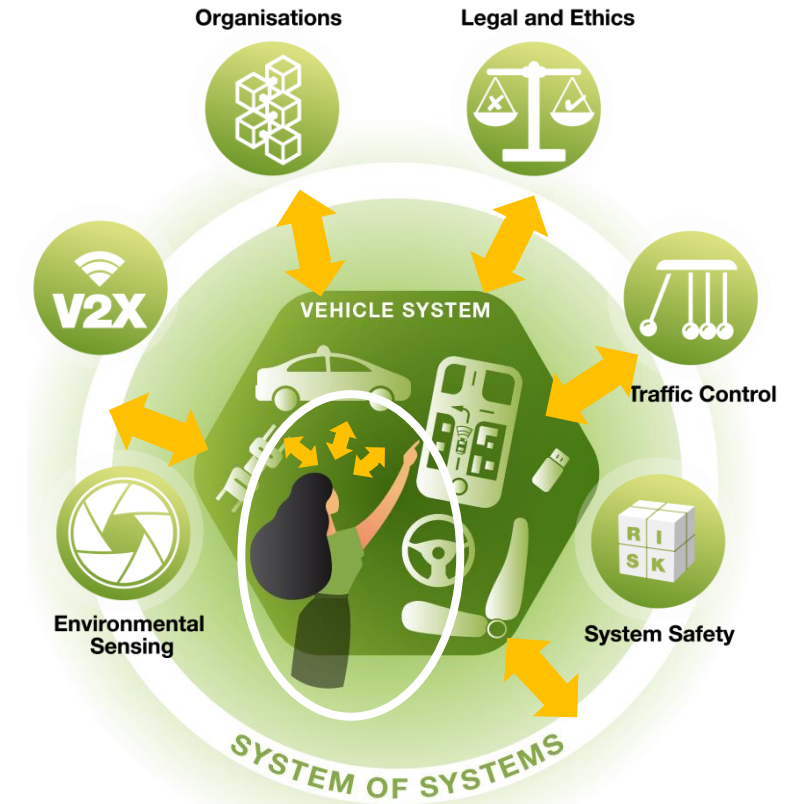 Organisations
Legal and Ethics
V2X
VEHICLE SYSTEM
Traffic Control
R I
S K
Environmental
Sensing
System Safety
SYSTEM OF SYSTEMS